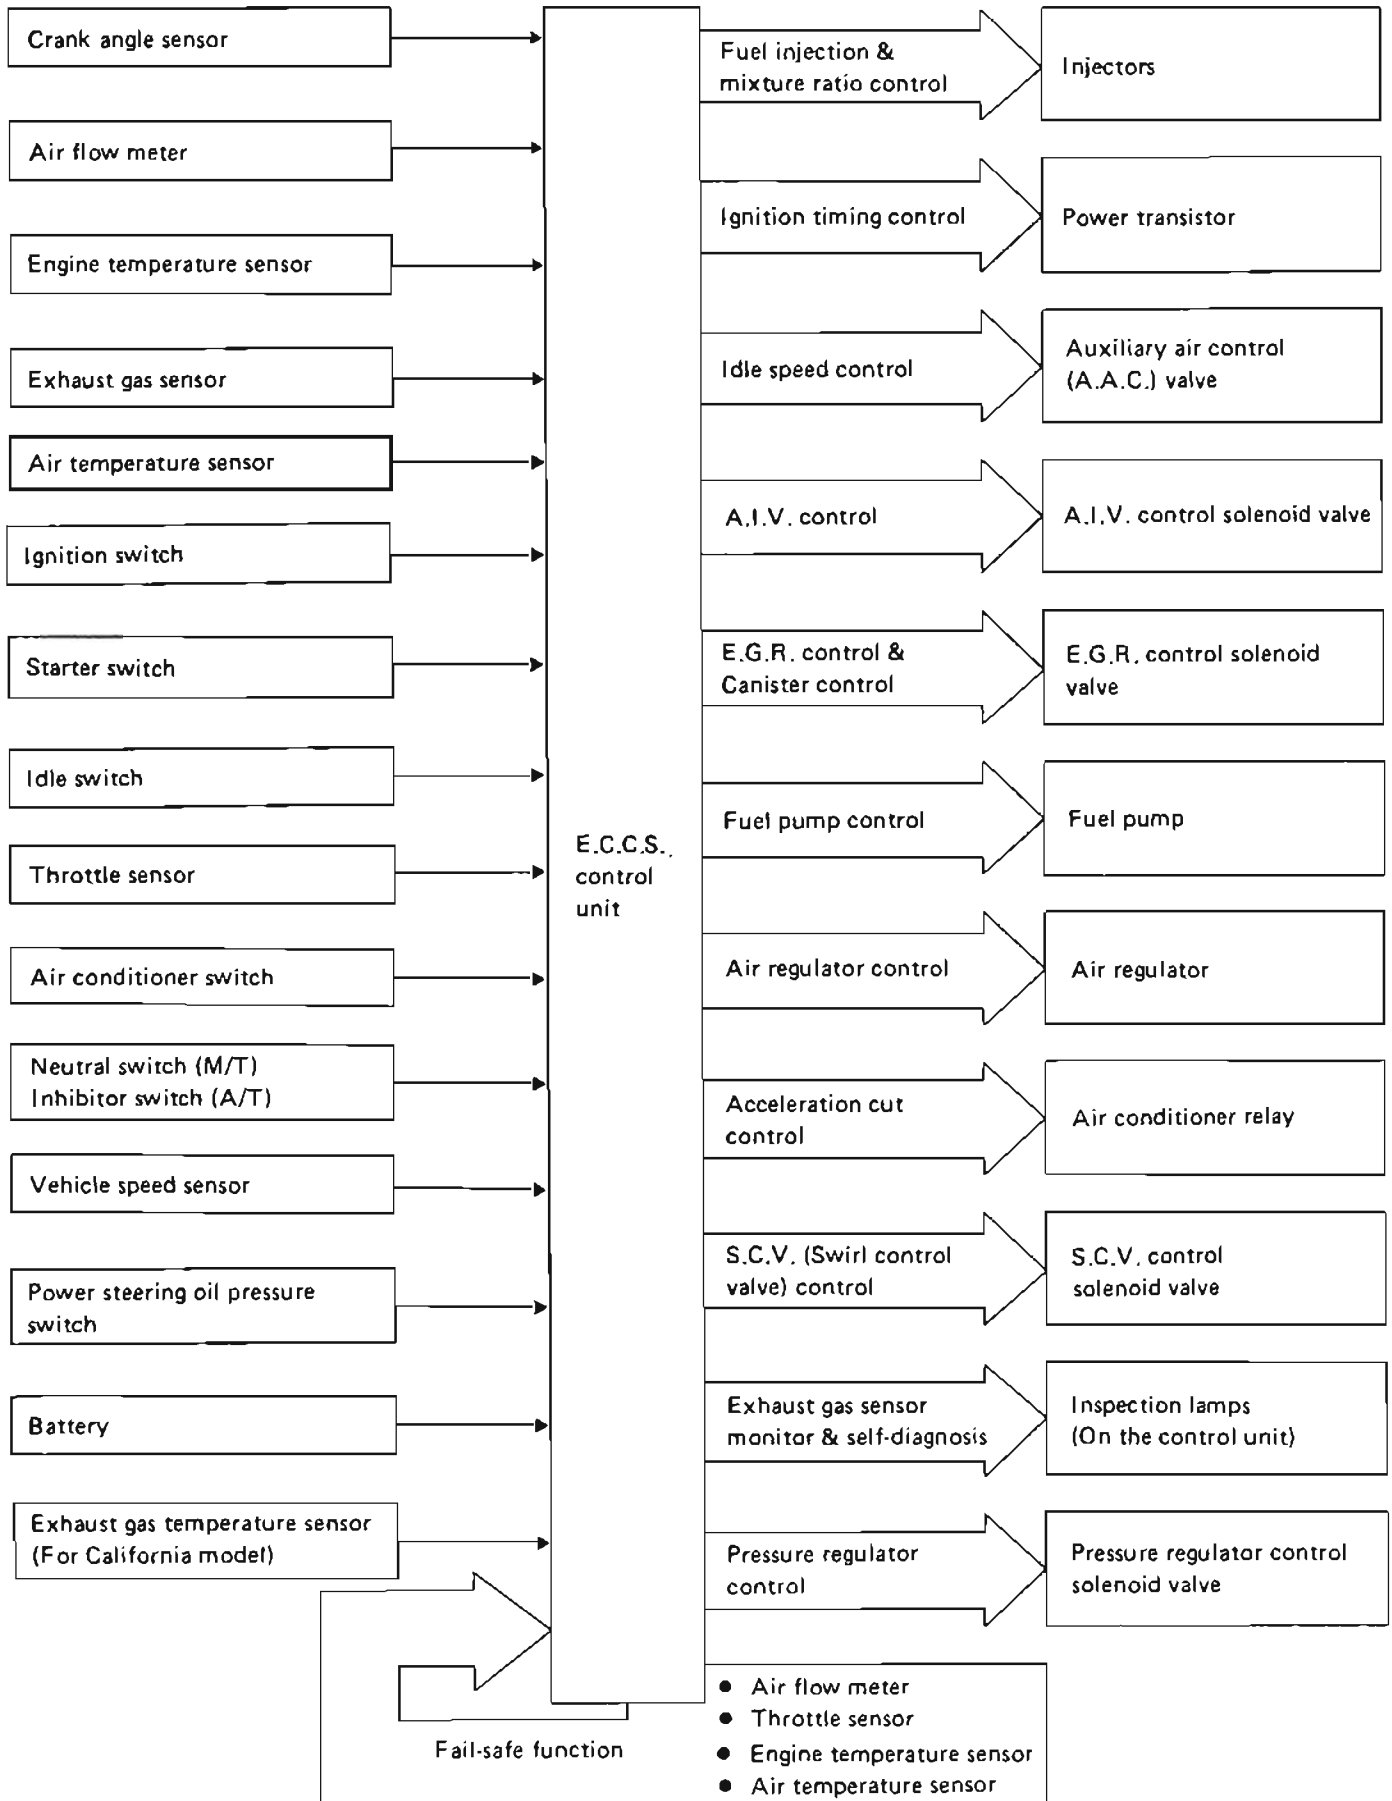 Crank angle sensor
Air flow meter
Engine temperature sensor
Exhaust gas sensor
Air temperature sensor
Ignition switch
Starter switch
Idle switch
Throttle sensor
Air conditioner switch
Neutral switch (M/T)
Inhibitor switch (A/T)
Vehicle speed sensor
Power steering oil pressure
switch
Battery
Exhaust gas temperature sensor
(For California model)
E.C.C.S.
control
unit
Fuel injection &
mixture ratio control
Injectors
Ignition timing control
Power transistor
Idle speed control
Auxiliary air control
(A.A.C.) valve
A.I.V. control
A.I.V. control solenoid valve
E.G.R. control &
Canister control
E.G.R. control solenoid
valve
Fuel pump control
Fuel pump
Air regulator control
Air regulator
Acceleration cut
control
Air conditioner relay
S.C.V. (Swirl control
valve) control
S.C.V. control
solenoid valve
Exhaust gas sensor
monitor & self-diagnosis
Inspection lamps
(On the control unit)
Pressure regulator
control
Pressure regulator control
solenoid valve
Fail-safe function
• Air flow meter
• Throttle sensor
• Engine temperature sensor
• Air temperature sensor